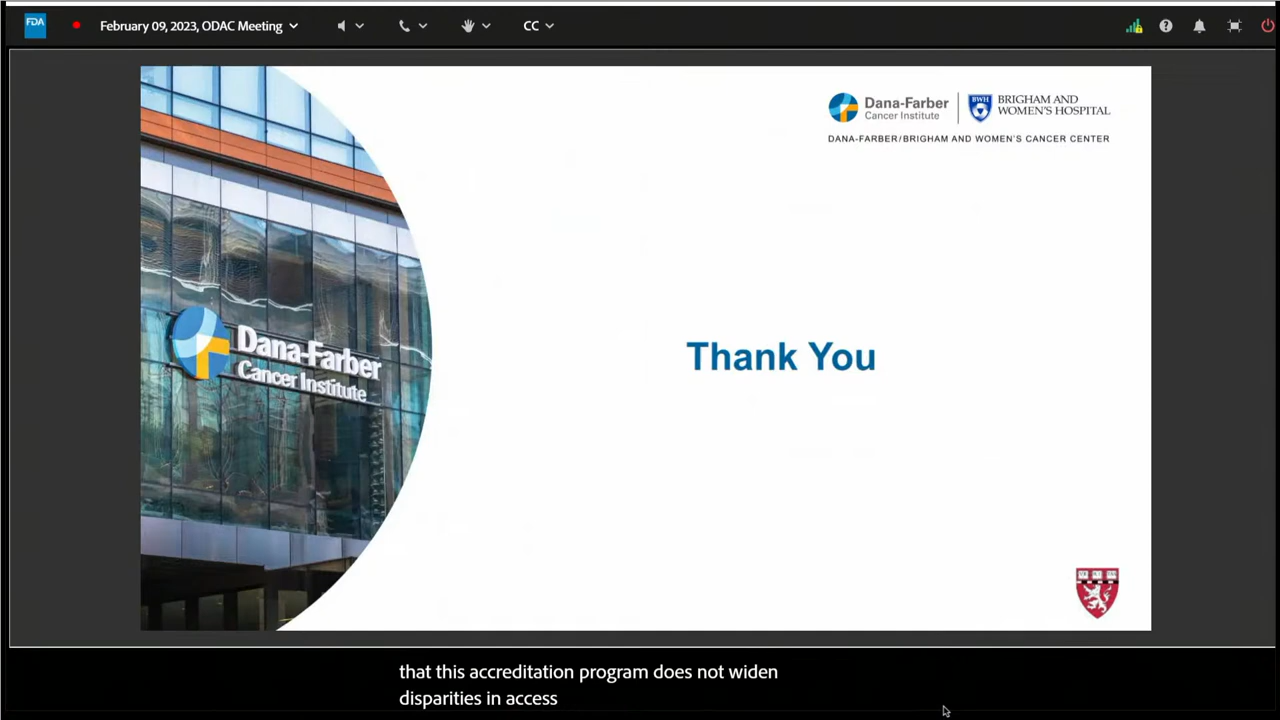 FDA
February 09, 2023, ODAC Meeting
CC
Dana-Farber
Cancer Institute
BWH
BRIGHAM AND
WOMEN'S HOSPITAL
DANA-FARBER/BRIGHAM AND WOMEN'S CANCER CENTER
Dana-Farber
Cancer Institute
Thank You
that this accreditation program does not widen
disparities in access